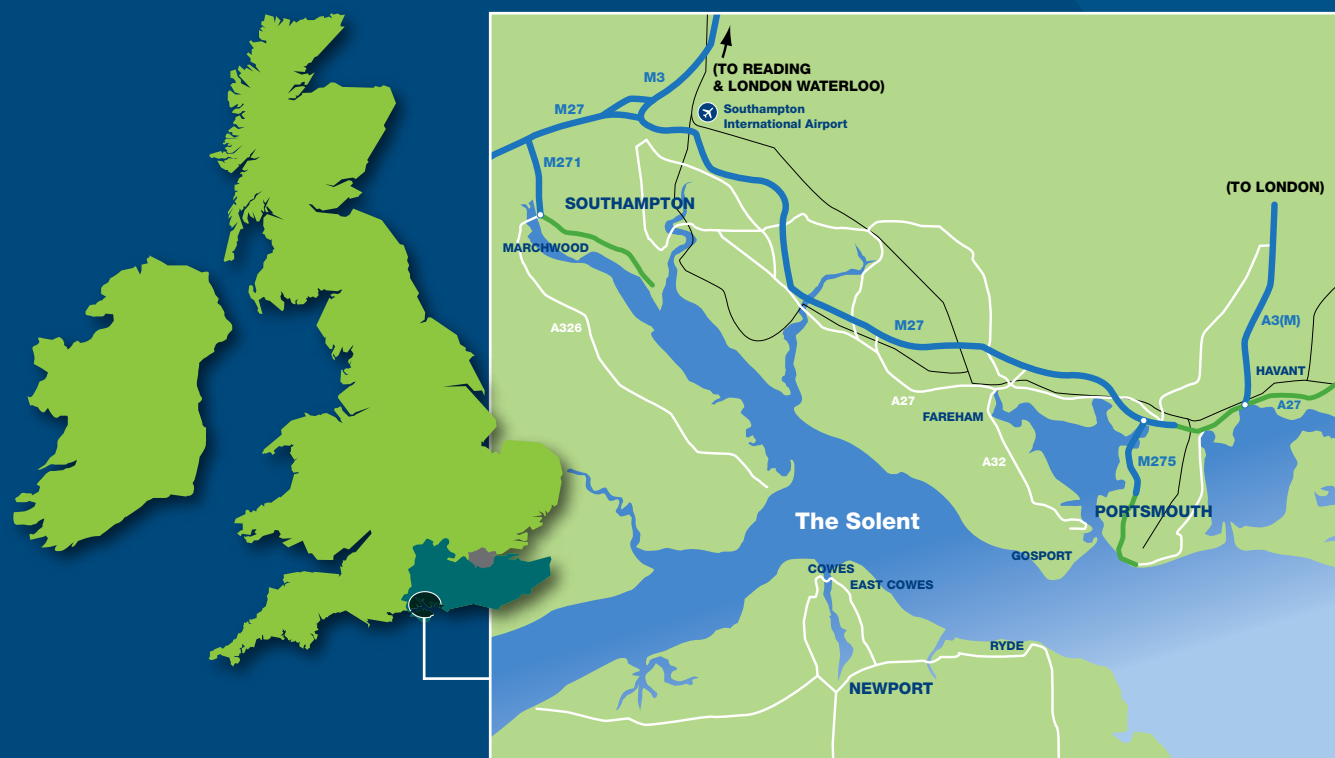 (TO READING
& LONDON WATERLOO)
M3
M27
Southampton
International Airport
M271
(TO LONDON)
SOUTHAMPTON
MARCHWOOD
A326
M27
A3(M)
HAVANT
A27
A27
FAREHAM
A32
M275
PORTSMOUTH
The Solent
GOSPORT
COWES
EAST COWES
RYDE
NEWPORT